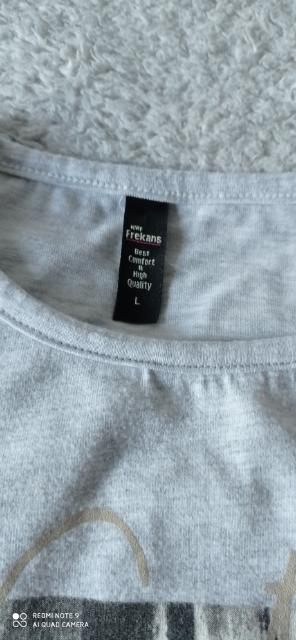 Frekans
Best
Comfort
&
High
Quality
L
REDMI NOTE 9
AI QUAD CAMERA